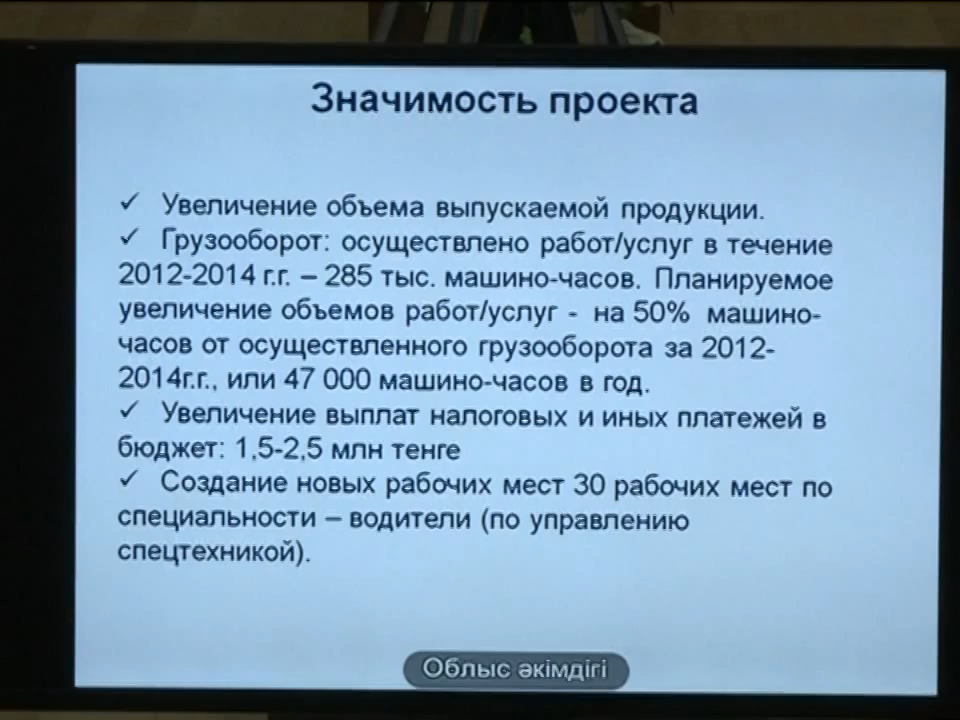 Значимость проекта
✓ Увеличение объема выпускаемой продукции.
✓ Грузооборот: осуществлено работ/услуг в течение
2012-2014 г.г. – 285 тыс. машино-часов. Планируемое
увеличение объемов работ/услуг - на 50% машино-
часов от осуществленного грузооборота за 2012-
2014г.г., или 47 000 машино-часов в год.
✓ Увеличение выплат налоговых и иных платежей в
бюджет: 1,5-2,5 млн тенге
✓ Создание новых рабочих мест 30 рабочих мест по
специальности – водители (по управлению
спецтехникой).
Облыс әкімдігі